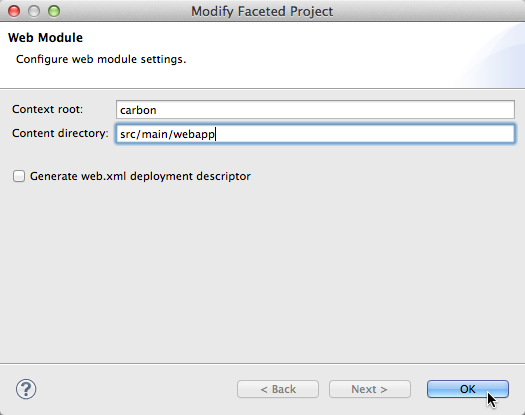 Modify Faceted Project
Web Module
Configure web module settings.
Context root: carbon
Content directory: src/main/webapp
Generate web.xml deployment descriptor
? < Back Next > OK